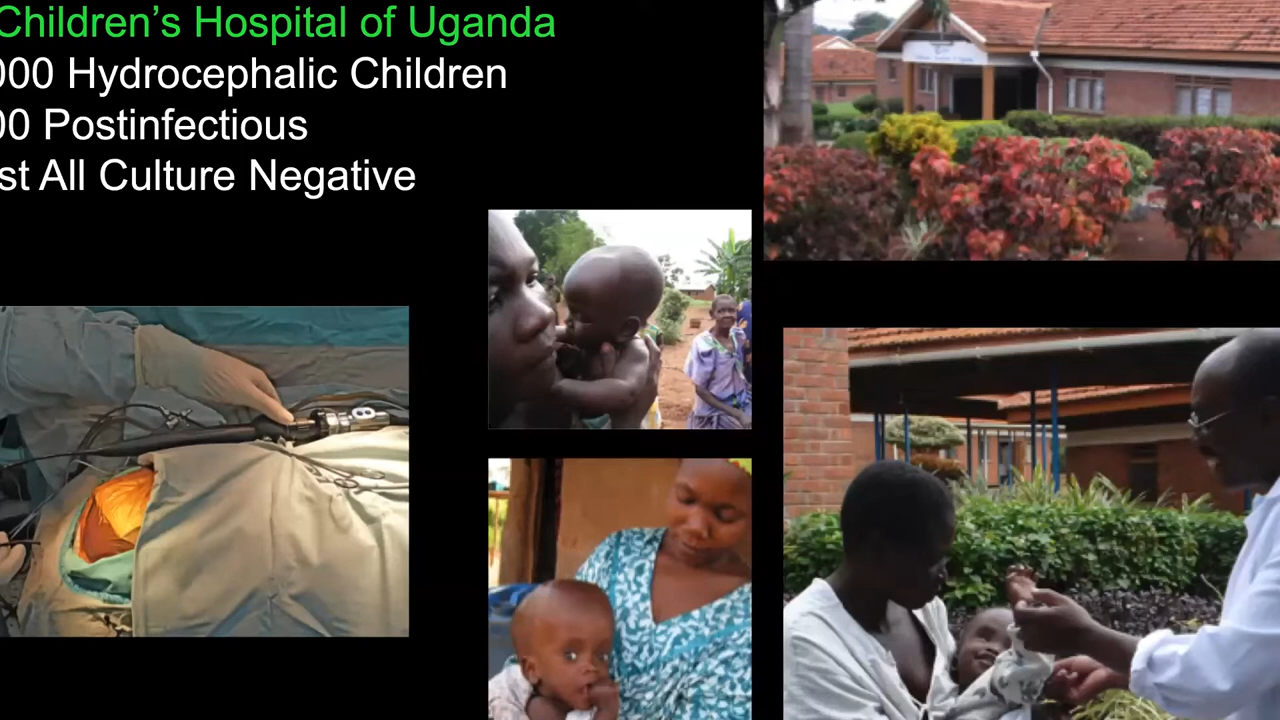 Children’s Hospital of Uganda
000 Hydrocephalic Children
00 Postinfectious
st All Culture Negative